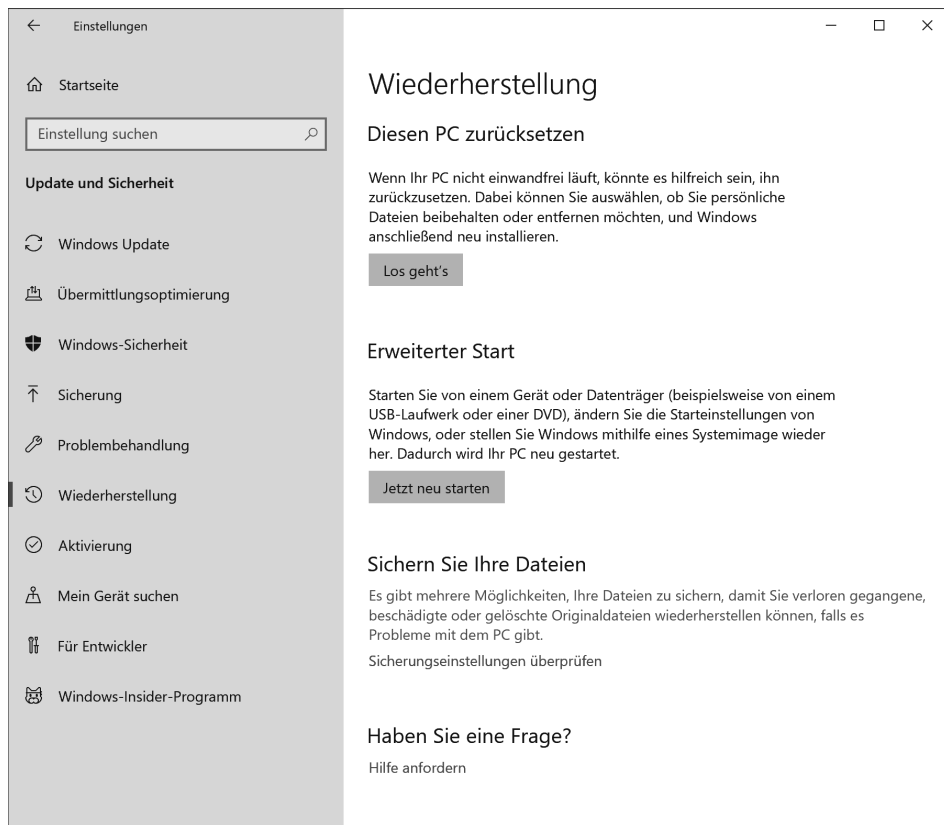 Einstellungen
Startseite
Einstellung suchen
Update und Sicherheit
Windows Update
Übermittlungsoptimierung
Windows-Sicherheit
Sicherung
Problembehandlung
Wiederherstellung
Aktivierung
Mein Gerät suchen
Für Entwickler
Windows-Insider-Programm
Wiederherstellung
Diesen PC zurücksetzen
Wenn Ihr PC nicht einwandfrei läuft, könnte es hilfreich sein, ihn
zurückzusetzen. Dabei können Sie auswählen, ob Sie persönliche
Dateien beibehalten oder entfernen möchten, und Windows
anschließend neu installieren.
Los geht's
Erweiterter Start
Starten Sie von einem Gerät oder Datenträger (beispielsweise von einem
USB-Laufwerk oder einer DVD), ändern Sie die Starteinstellungen von
Windows, oder stellen Sie Windows mithilfe eines Systemimage wieder
her. Dadurch wird Ihr PC neu gestartet.
Jetzt neu starten
Sichern Sie Ihre Dateien
Es gibt mehrere Möglichkeiten, Ihre Dateien zu sichern, damit Sie verloren gegangene,
beschädigte oder gelöschte Originaldateien wiederherstellen können, falls es
Probleme mit dem PC gibt.
Sicherungseinstellungen überprüfen
Haben Sie eine Frage?
Hilfe anfordern